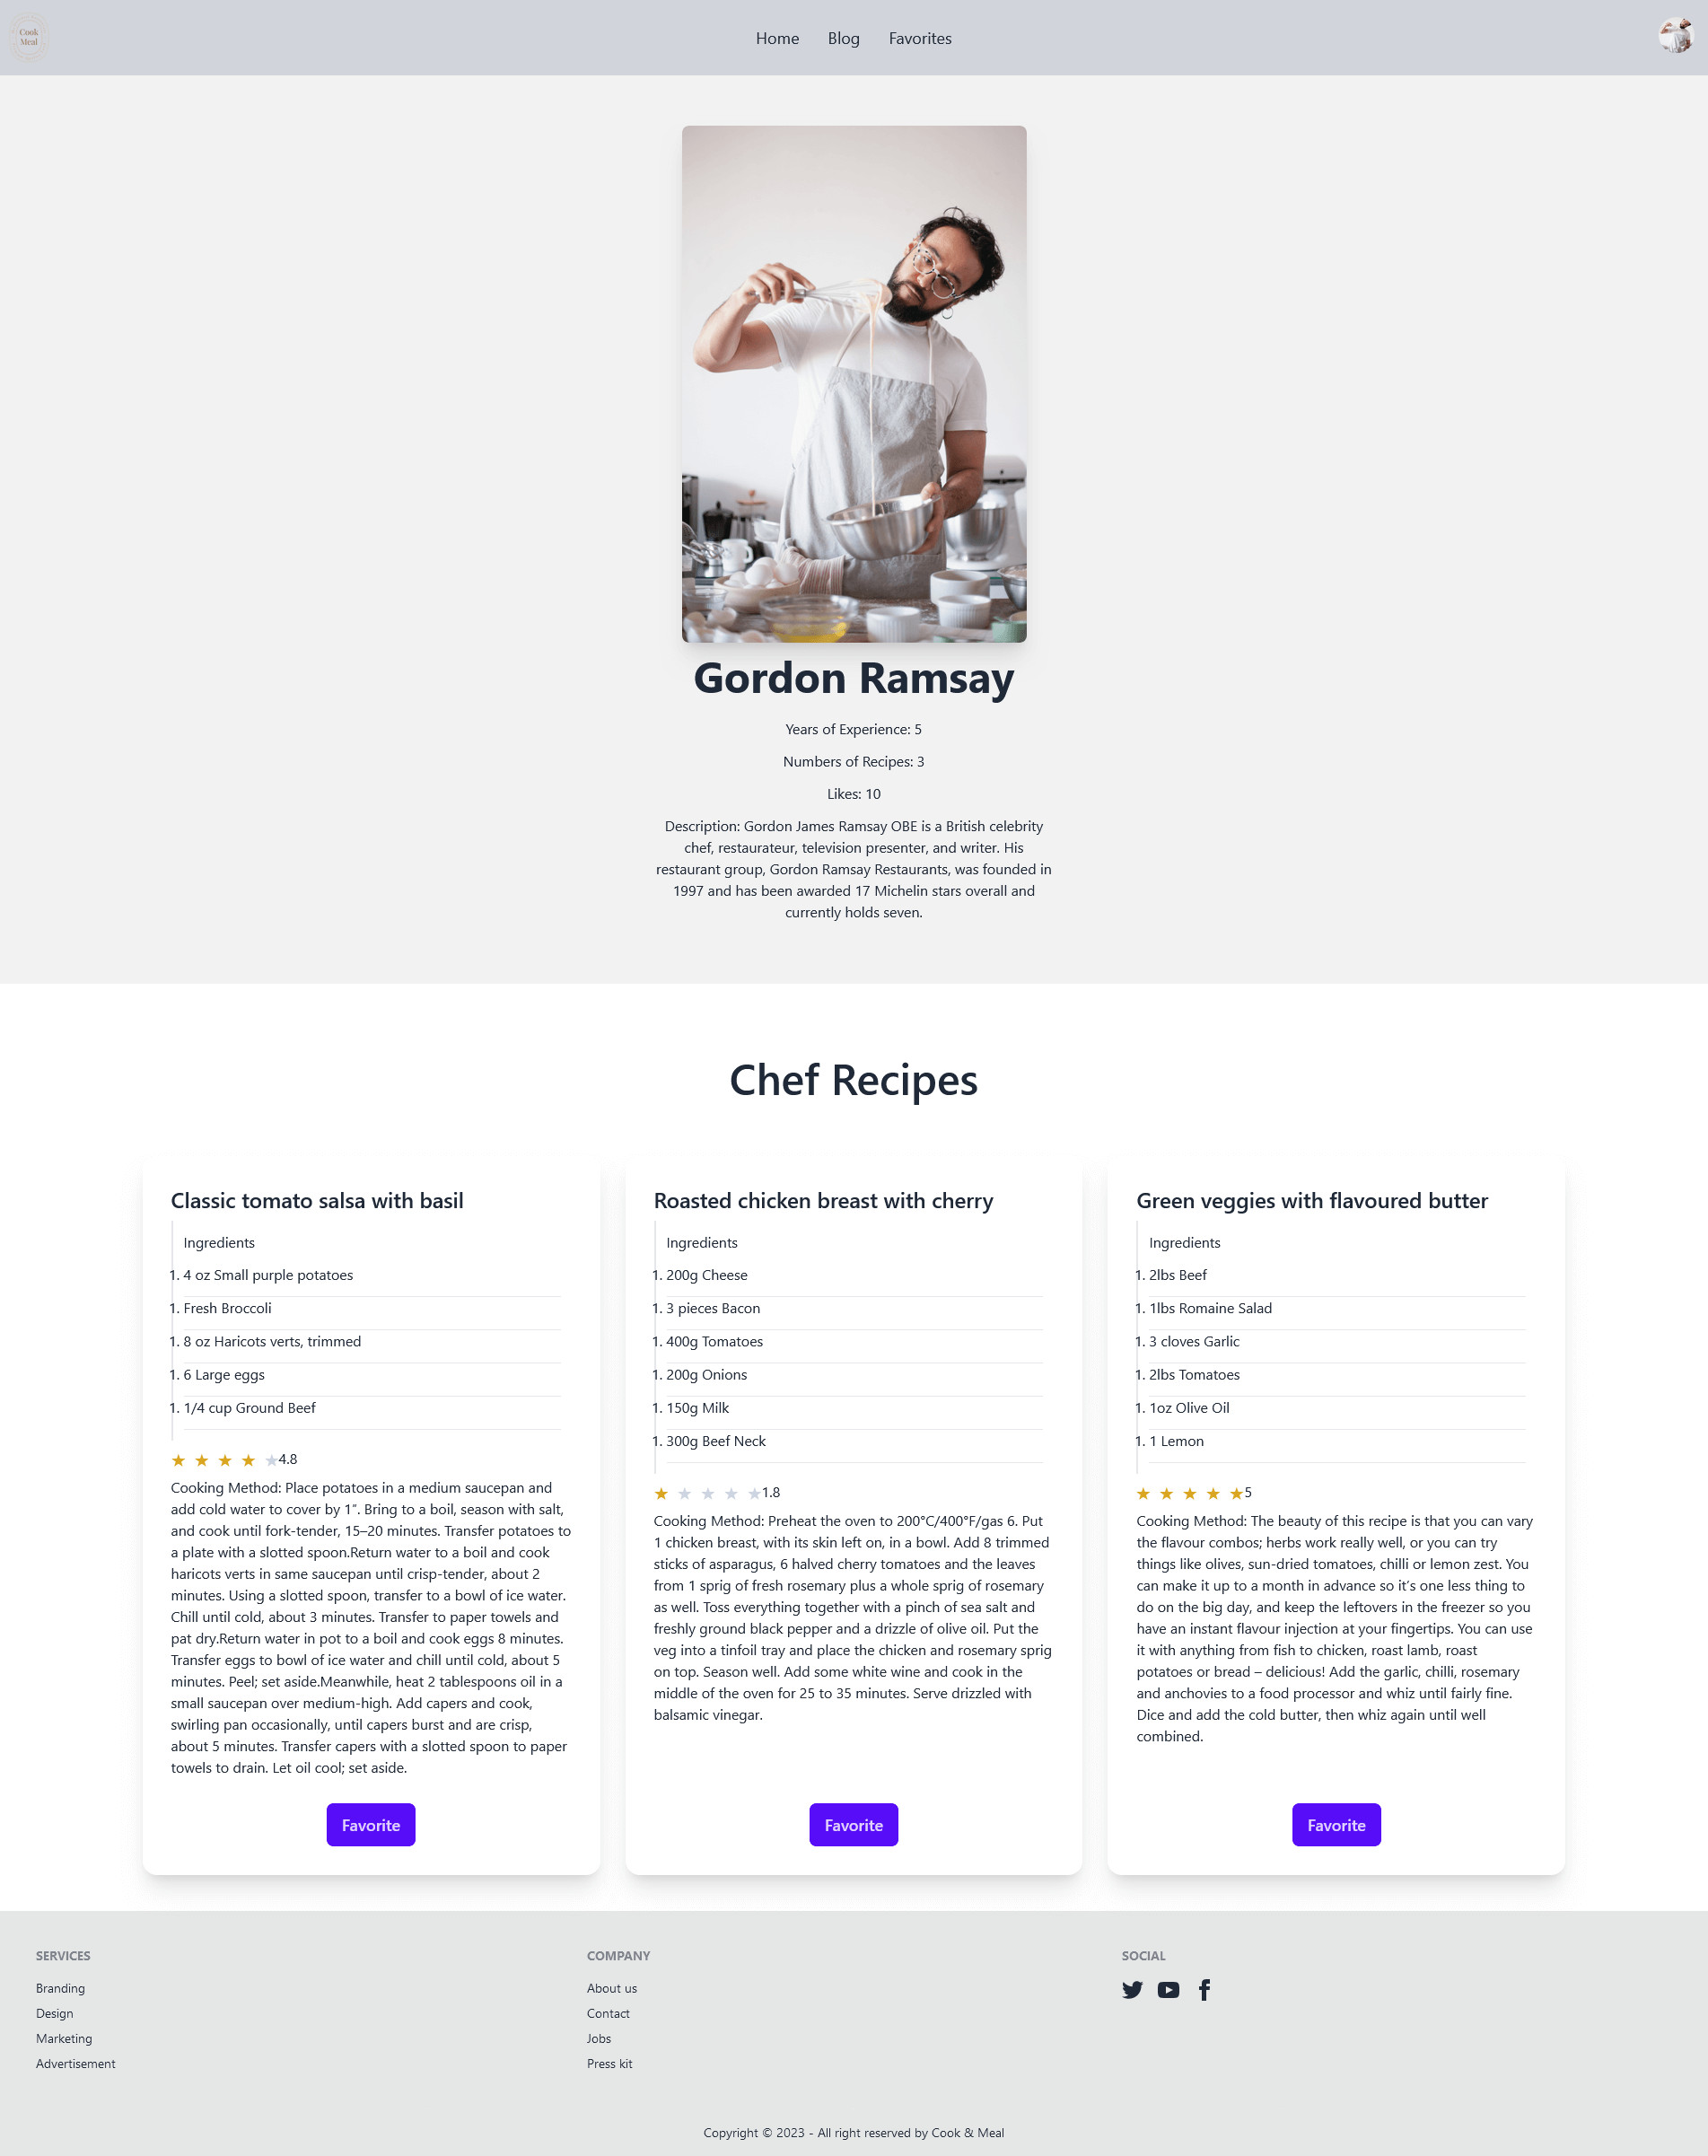 Cook
Meal
Home
Blog
Favorites
Gordon Ramsay
Years of Experience: 5
Numbers of Recipes: 3
Likes: 10
Description: Gordon James Ramsay OBE is a British celebrity
chef, restaurateur, television presenter, and writer. His
restaurant group, Gordon Ramsay Restaurants, was founded in
1997 and has been awarded 17 Michelin stars overall and
currently holds seven.
Chef Recipes
Classic tomato salsa with basil
Ingredients
1. 4 oz Small purple potatoes
1. Fresh Broccoli
1. 8 oz Haricots verts, trimmed
1. 6 Large eggs
1. 1/4 cup Ground Beef
4.8
Cooking Method: Place potatoes in a medium saucepan and
add cold water to cover by 1". Bring to a boil, season with salt,
and cook until fork-tender, 15–20 minutes. Transfer potatoes to
a plate with a slotted spoon.Return water to a boil and cook
haricots verts in same saucepan until crisp-tender, about 2
minutes. Using a slotted spoon, transfer to a bowl of ice water.
Chill until cold, about 3 minutes. Transfer to paper towels and
pat dry.Return water in pot to a boil and cook eggs 8 minutes.
Transfer eggs to bowl of ice water and chill until cold, about 5
minutes. Peel; set aside.Meanwhile, heat 2 tablespoons oil in a
small saucepan over medium-high. Add capers and cook,
swirling pan occasionally, until capers burst and are crisp,
about 5 minutes. Transfer capers with a slotted spoon to paper
towels to drain. Let oil cool; set aside.
Favorite
Roasted chicken breast with cherry
Ingredients
1. 200g Cheese
1. 3 pieces Bacon
1. 400g Tomatoes
1. 200g Onions
1. 150g Milk
1. 300g Beef Neck
1.8
Cooking Method: Preheat the oven to 200°C/400°F/gas 6. Put
1 chicken breast, with its skin left on, in a bowl. Add 8 trimmed
sticks of asparagus, 6 halved cherry tomatoes and the leaves
from 1 sprig of fresh rosemary plus a whole sprig of rosemary
as well. Toss everything together with a pinch of sea salt and
freshly ground black pepper and a drizzle of olive oil. Put the
veg into a tinfoil tray and place the chicken and rosemary sprig
on top. Season well. Add some white wine and cook in the
middle of the oven for 25 to 35 minutes. Serve drizzled with
balsamic vinegar.
Favorite
Green veggies with flavoured butter
Ingredients
1. 2lbs Beef
1. 1lbs Romaine Salad
1. 3 cloves Garlic
1. 2lbs Tomatoes
1. 1oz Olive Oil
1. 1 Lemon
5
Cooking Method: The beauty of this recipe is that you can vary
the flavour combos; herbs work really well, or you can try
things like olives, sun-dried tomatoes, chilli or lemon zest. You
can make it up to a month in advance so it's one less thing to
do on the big day, and keep the leftovers in the freezer so you
have an instant flavour injection at your fingertips. You can use
it with anything from fish to chicken, roast lamb, roast
potatoes or bread – delicious! Add the garlic, chilli, rosemary
and anchovies to a food processor and whiz until fairly fine.
Dice and add the cold butter, then whiz again until well
combined.
Favorite
SERVICES
Branding
Design
Marketing
Advertisement
COMPANY
About us
Contact
Jobs
Press kit
SOCIAL
Copyright © 2023 - All right reserved by Cook & Meal